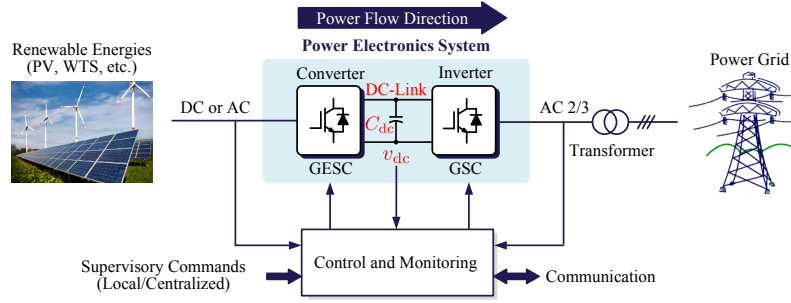 Power Flow Direction
Renewable Energies
(PV, WTS, etc.)
Power Electronics System
Power Grid
Converter
DC-Link
Inverter
DC or AC
AC 2/3
C_dc
Transformer
v_dc
GESC
GSC
Supervisory Commands
(Local/Centralized)
Control and Monitoring
Communication